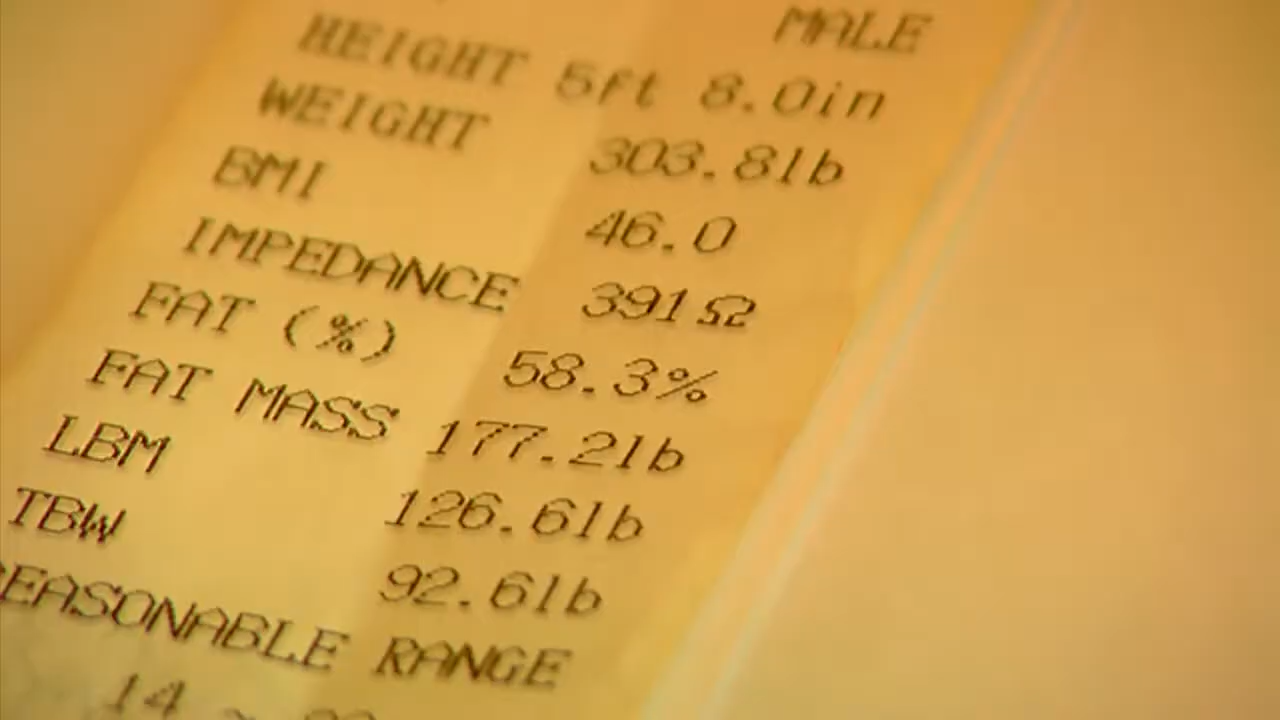 MALE
HEIGHT 5ft 8.0in
WEIGHT 303.8lb
BMI 46.0
IMPEDANCE 391Ω
FAT (%) 58.3%
FAT MASS 177.2lb
LBM 126.6lb
TBW 92.6lb
REASONABLE RANGE
14 ~